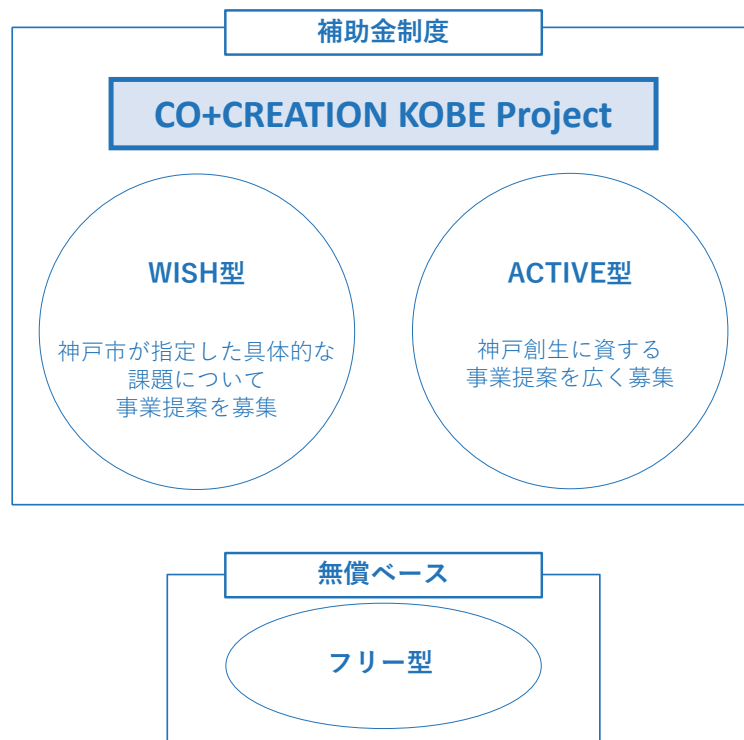 補助金制度
CO+CREATION KOBE Project
WISH型
神戸市が指定した具体的な
課題について
事業提案を募集
ACTIVE型
神戸創生に資する
事業提案を広く募集
無償ベース
フリー型